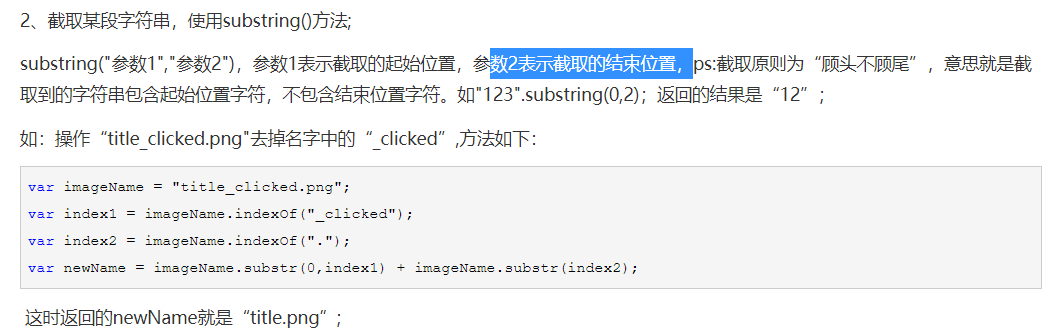 2、截取某段字符串，使用substring()方法;
substring("参数1","参数2")，参数1表示截取的起始位置，参数2表示截取的结束位置，ps:截取原则为“顾头不顾尾”，意思就是截
取到的字符串包含起始位置字符，不包含结束位置字符。如"123".substring(0,2)；返回的结果是“12”；
如：操作“title_clicked.png"去掉名字中的“_clicked”,方法如下：
var imageName = "title_clicked.png";
var index1 = imageName.indexOf("_clicked");
var index2 = imageName.indexOf(".");
var newName = imageName.substr(0,index1) + imageName.substr(index2);
这时返回的newName就是“title.png”；